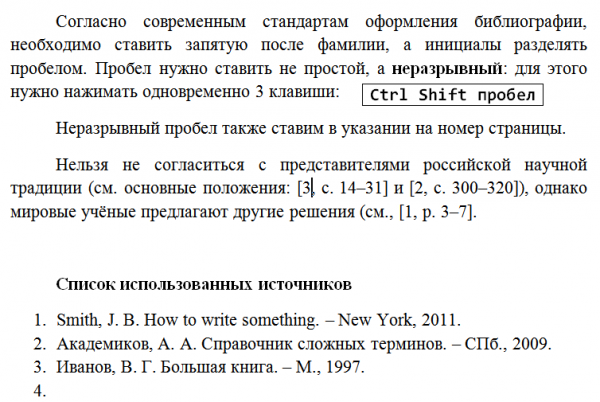 Согласно современным стандартам оформления библиографии,
необходимо ставить запятую после фамилии, а инициалы разделять
пробелом. Пробел нужно ставить не простой, а неразрывный: для этого
нужно нажимать одновременно 3 клавиши: Ctrl Shift пробел
Неразрывный пробел также ставим в указании на номер страницы.
Нельзя не согласиться с представителями российской научной
традиции (см. основные положения: [3, с. 14–31] и [2, с. 300–320]), однако
мировые учёные предлагают другие решения (см., [1, p. 3–7].
Список использованных источников
1. Smith, J. B. How to write something. – New York, 2011.
2. Академиков, А. А. Справочник сложных терминов. – СПб., 2009.
3. Иванов, В. Г. Большая книга. – М., 1997.
4.